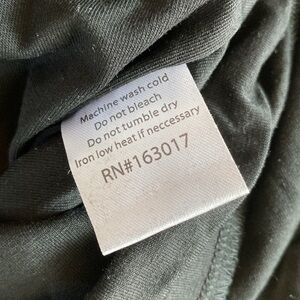 Machine wash cold
Do not bleach
Do not tumble dry
Iron low heat if neccessary
RN#163017